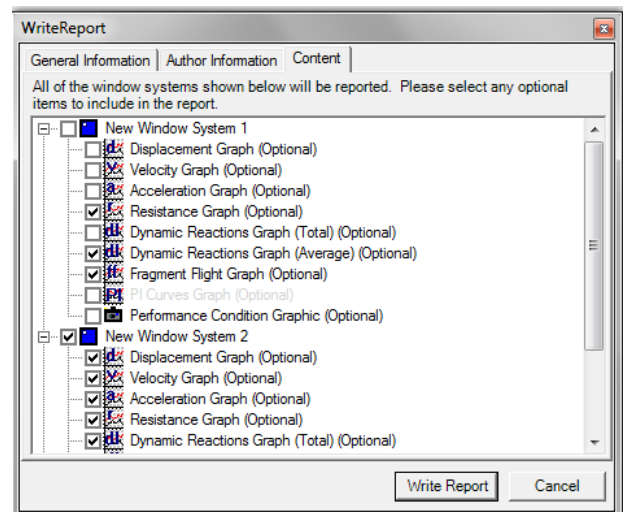 WriteReport
General Information Author Information Content
All of the window systems shown below will be reported. Please select any optional
items to include in the report.
New Window System 1
Displacement Graph (Optional)
Velocity Graph (Optional)
Acceleration Graph (Optional)
Resistance Graph (Optional)
Dynamic Reactions Graph (Total) (Optional)
Dynamic Reactions Graph (Average) (Optional)
Fragment Flight Graph (Optional)
PI Curves Graph (Optional)
Performance Condition Graphic (Optional)
New Window System 2
Displacement Graph (Optional)
Velocity Graph (Optional)
Acceleration Graph (Optional)
Resistance Graph (Optional)
Dynamic Reactions Graph (Total) (Optional)
Write Report Cancel